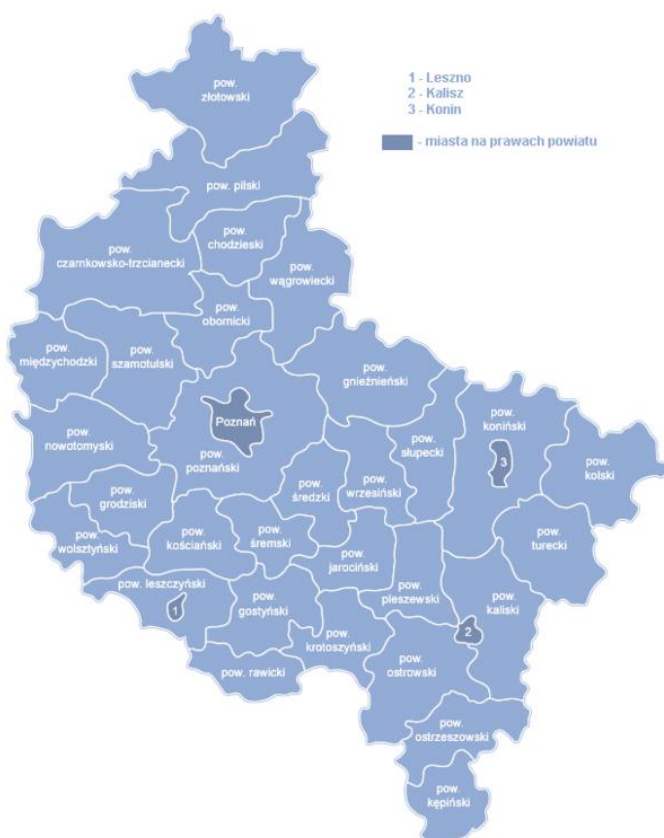 pow.
złotowski
1 - Leszno
2 - Kalisz
3 - Konin
- miasta na prawach powiatu
pow. pilski
pow.
chodzieski
pow.
czarnkowsko-trzcianecki
pow.
wągrowiecki
pow.
obornicki
pow.
międzychodzki
pow.
szamotulski
pow.
gnieźnieński
Poznań
pow.
poznański
pow.
nowotomyski
pow.
słupecki
pow.
koniński
3
pow.
kolski
pow.
grodziski
pow.
średzki
pow.
wrzesiński
pow.
wolsztyński
pow.
kościański
pow.
śremski
pow.
jarociński
pow.
turecki
pow. leszczyński
1
pow.
gostyński
pow.
pleszewski
pow.
kaliski
2
pow.
krotoszyński
pow. rawicki
pow.
ostrowski
pow.
ostrzeszowski
pow.
kępiński